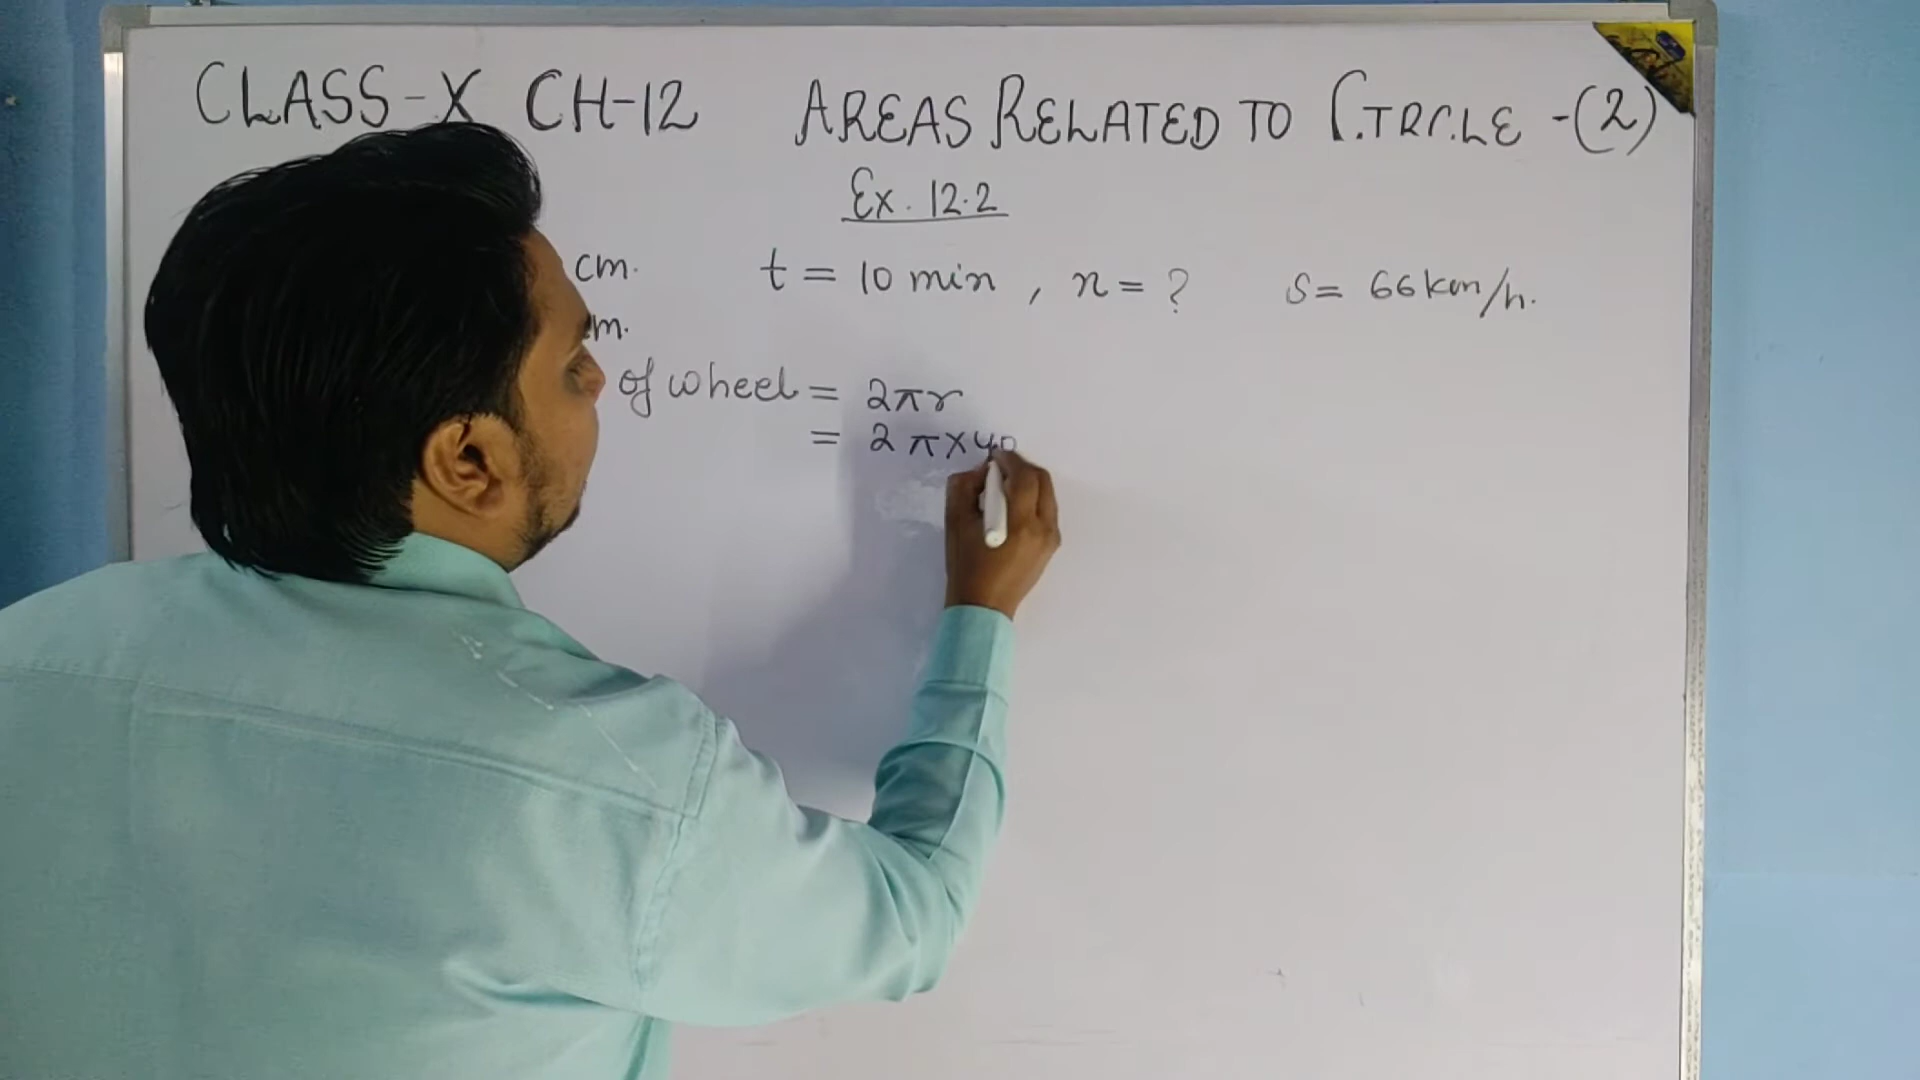 CLASS-X CH-12 AREAS RELATED TO CIRCLE -(2)
Ex. 12.2
cm. t = 10 min , n = ? S = 66 km/h.
m.
of wheel = 2πr
= 2π×40